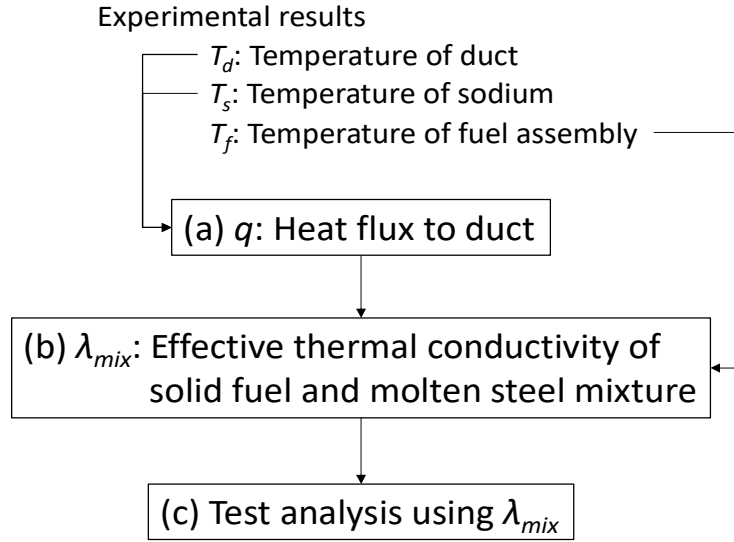 Experimental results
T_d: Temperature of duct
T_s: Temperature of sodium
T_f: Temperature of fuel assembly
(a) q: Heat flux to duct
(b) λ_mix: Effective thermal conductivity of
solid fuel and molten steel mixture
(c) Test analysis using λ_mix